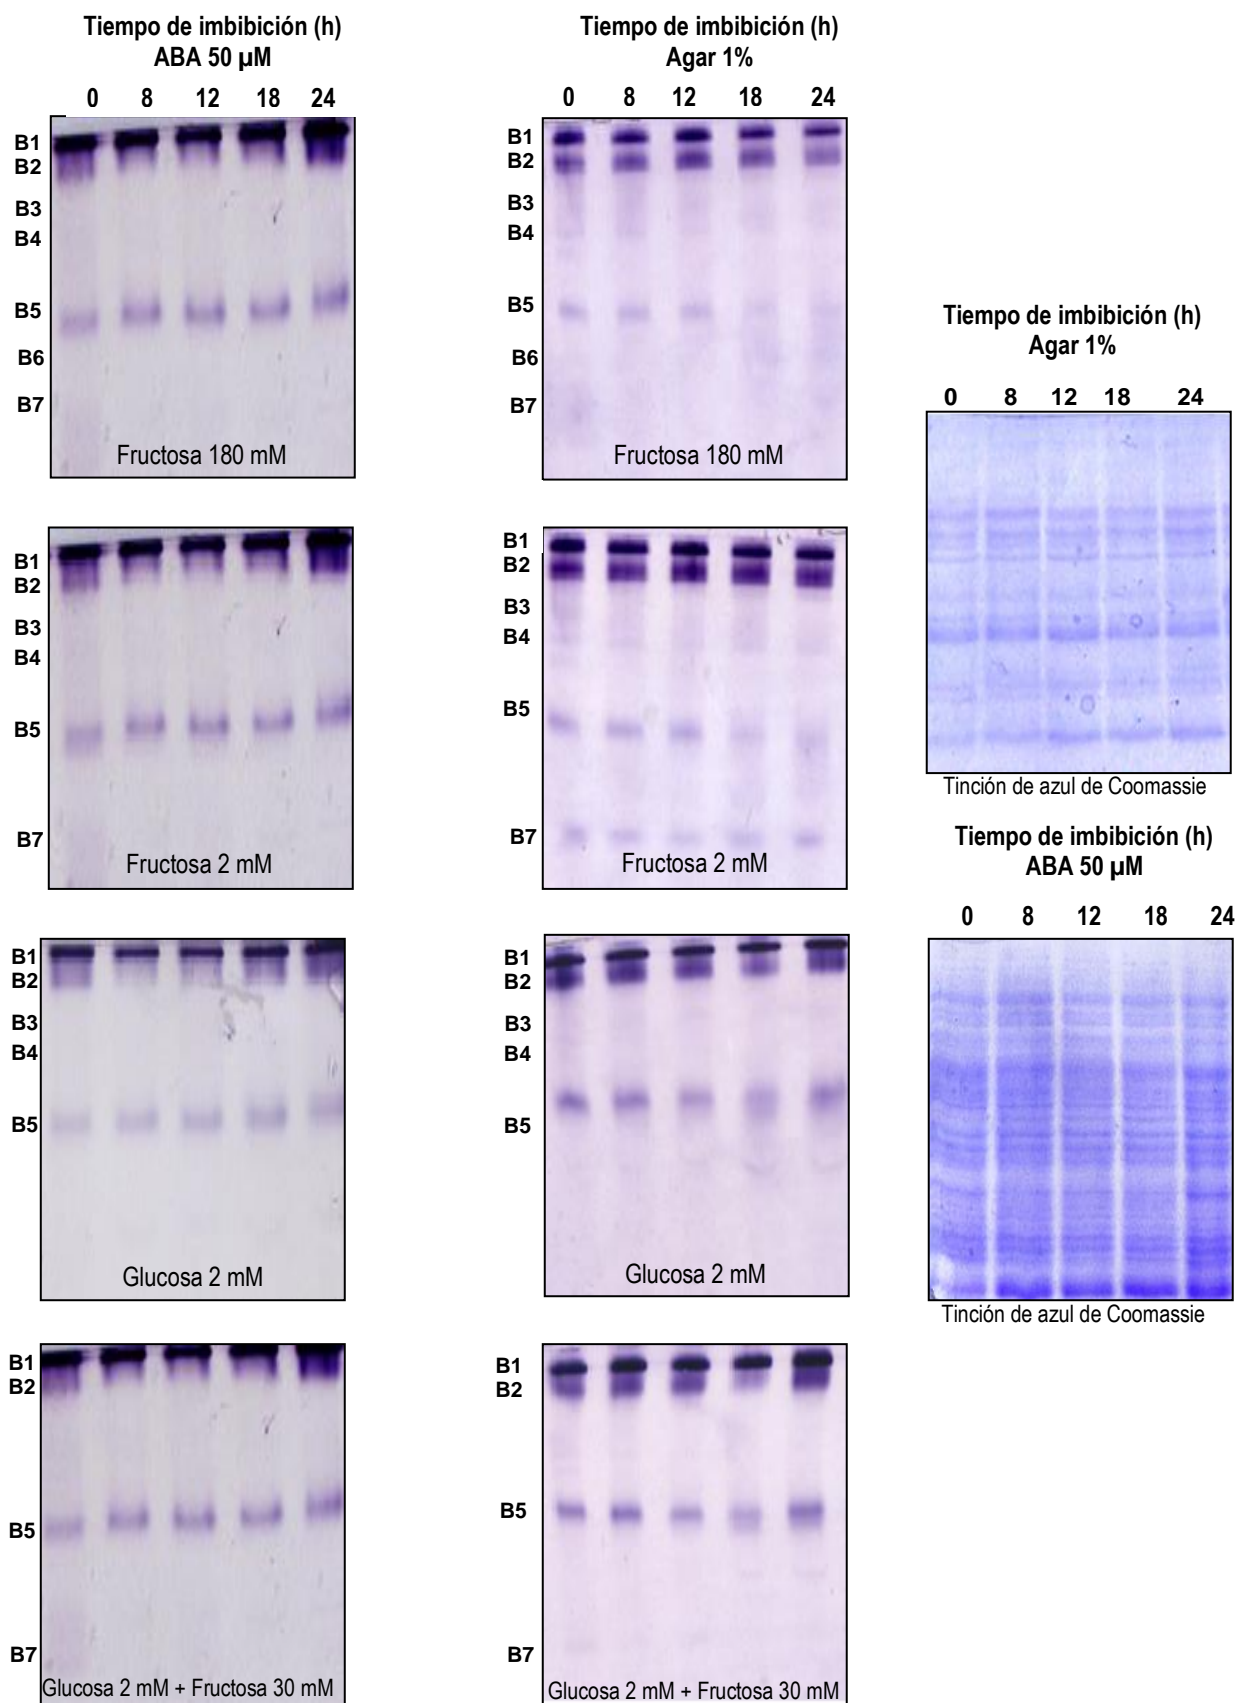 Tiempo de imbibición (h)
ABA 50 µM
0 8 12 18 24
B1
B2
B3
B4
B5
B6
B7
Fructosa 180 mM
B1
B2
B3
B4
B5
B7
Fructosa 2 mM
B1
B2
B3
B4
B5
Glucosa 2 mM
B1
B2
B5
B7
Glucosa 2 mM + Fructosa 30 mM
Tiempo de imbibición (h)
Agar 1%
0 8 12 18 24
B1
B2
B3
B4
B5
B6
B7
Fructosa 180 mM
B1
B2
B3
B4
B5
B7
Fructosa 2 mM
B1
B2
B3
B4
B5
Glucosa 2 mM
B1
B2
B5
B7
Glucosa 2 mM + Fructosa 30 mM
Tiempo de imbibición (h)
Agar 1%
0 8 12 18 24
Tinción de azul de Coomassie
Tiempo de imbibición (h)
ABA 50 µM
0 8 12 18 24
Tinción de azul de Coomassie